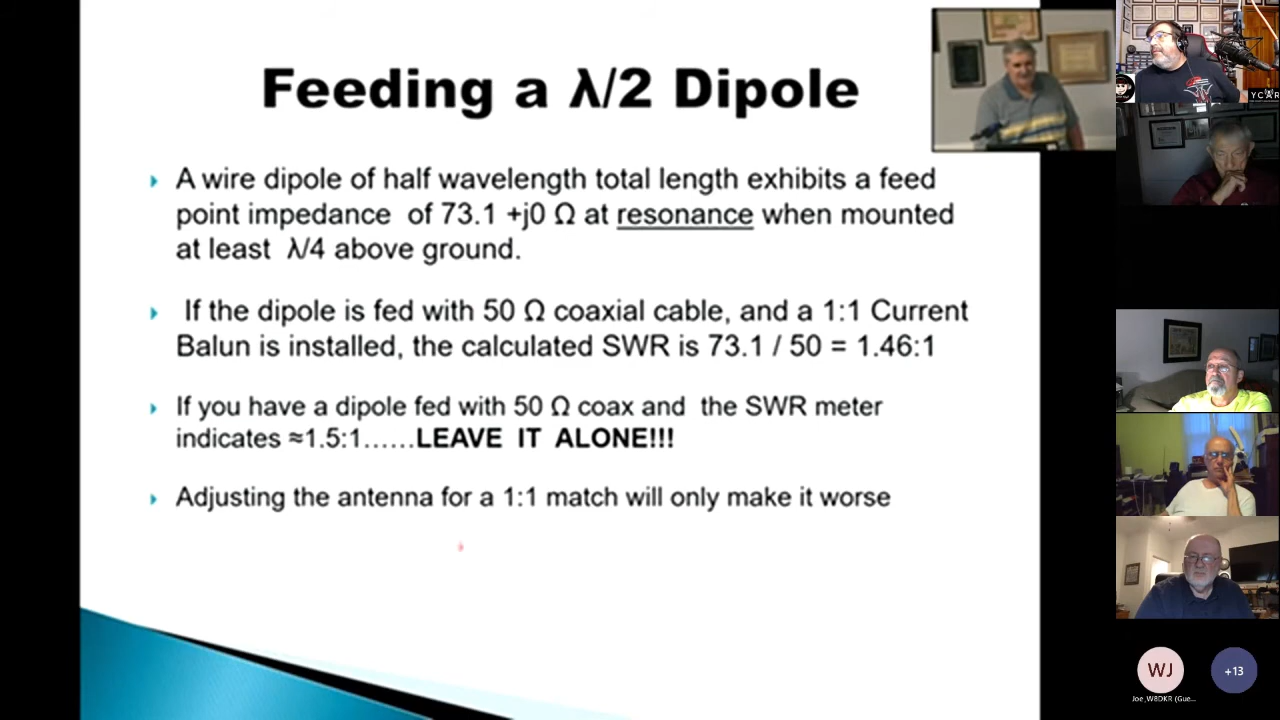 Feeding a λ/2 Dipole
A wire dipole of half wavelength total length exhibits a feed
point impedance of 73.1 +j0 Ω at resonance when mounted
at least λ/4 above ground.
If the dipole is fed with 50 Ω coaxial cable, and a 1:1 Current
Balun is installed, the calculated SWR is 73.1 / 50 = 1.46:1
If you have a dipole fed with 50 Ω coax and the SWR meter
indicates ≈1.5:1......LEAVE IT ALONE!!!
Adjusting the antenna for a 1:1 match will only make it worse
YCAR
WJ
+13
Joe_W8DKR (Gue...